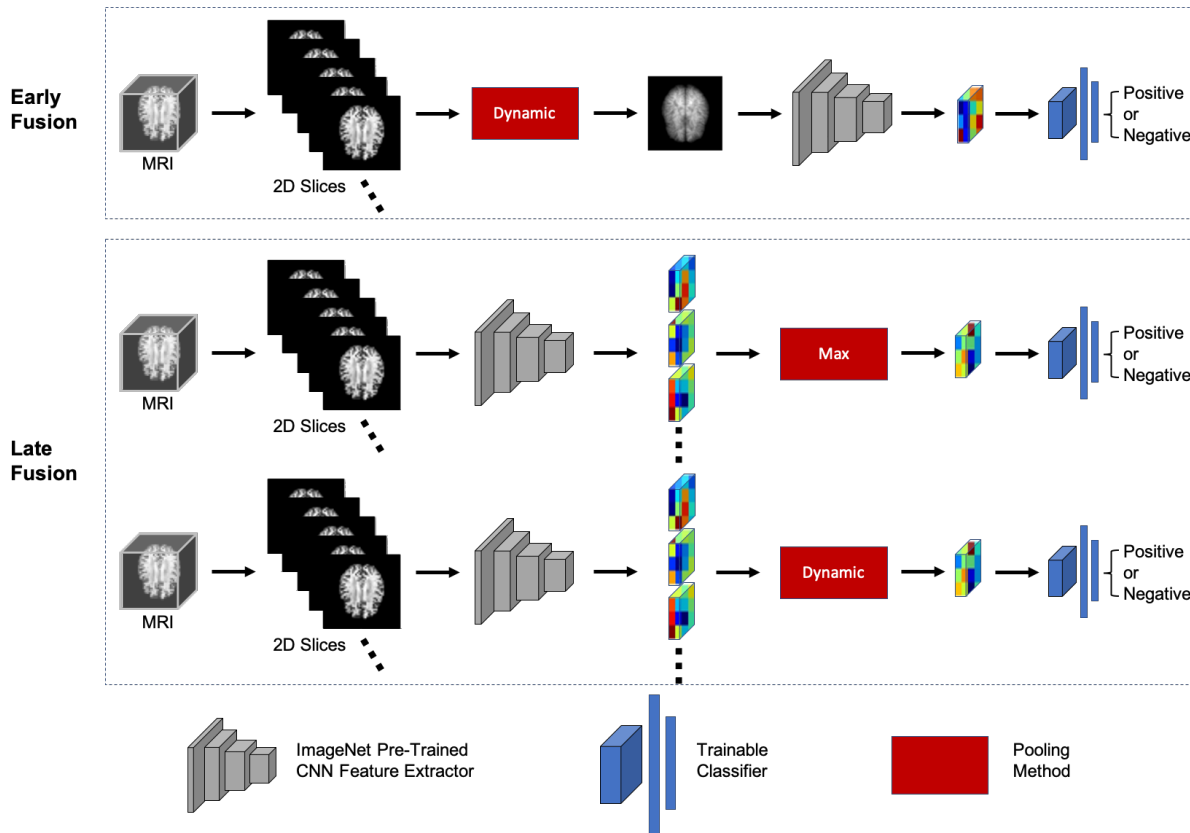 Early
Fusion
MRI
2D Slices
Dynamic
Positive
or
Negative
Late
Fusion
MRI
2D Slices
Max
Positive
or
Negative
MRI
2D Slices
Dynamic
Positive
or
Negative
ImageNet Pre-Trained
CNN Feature Extractor
Trainable
Classifier
Pooling
Method